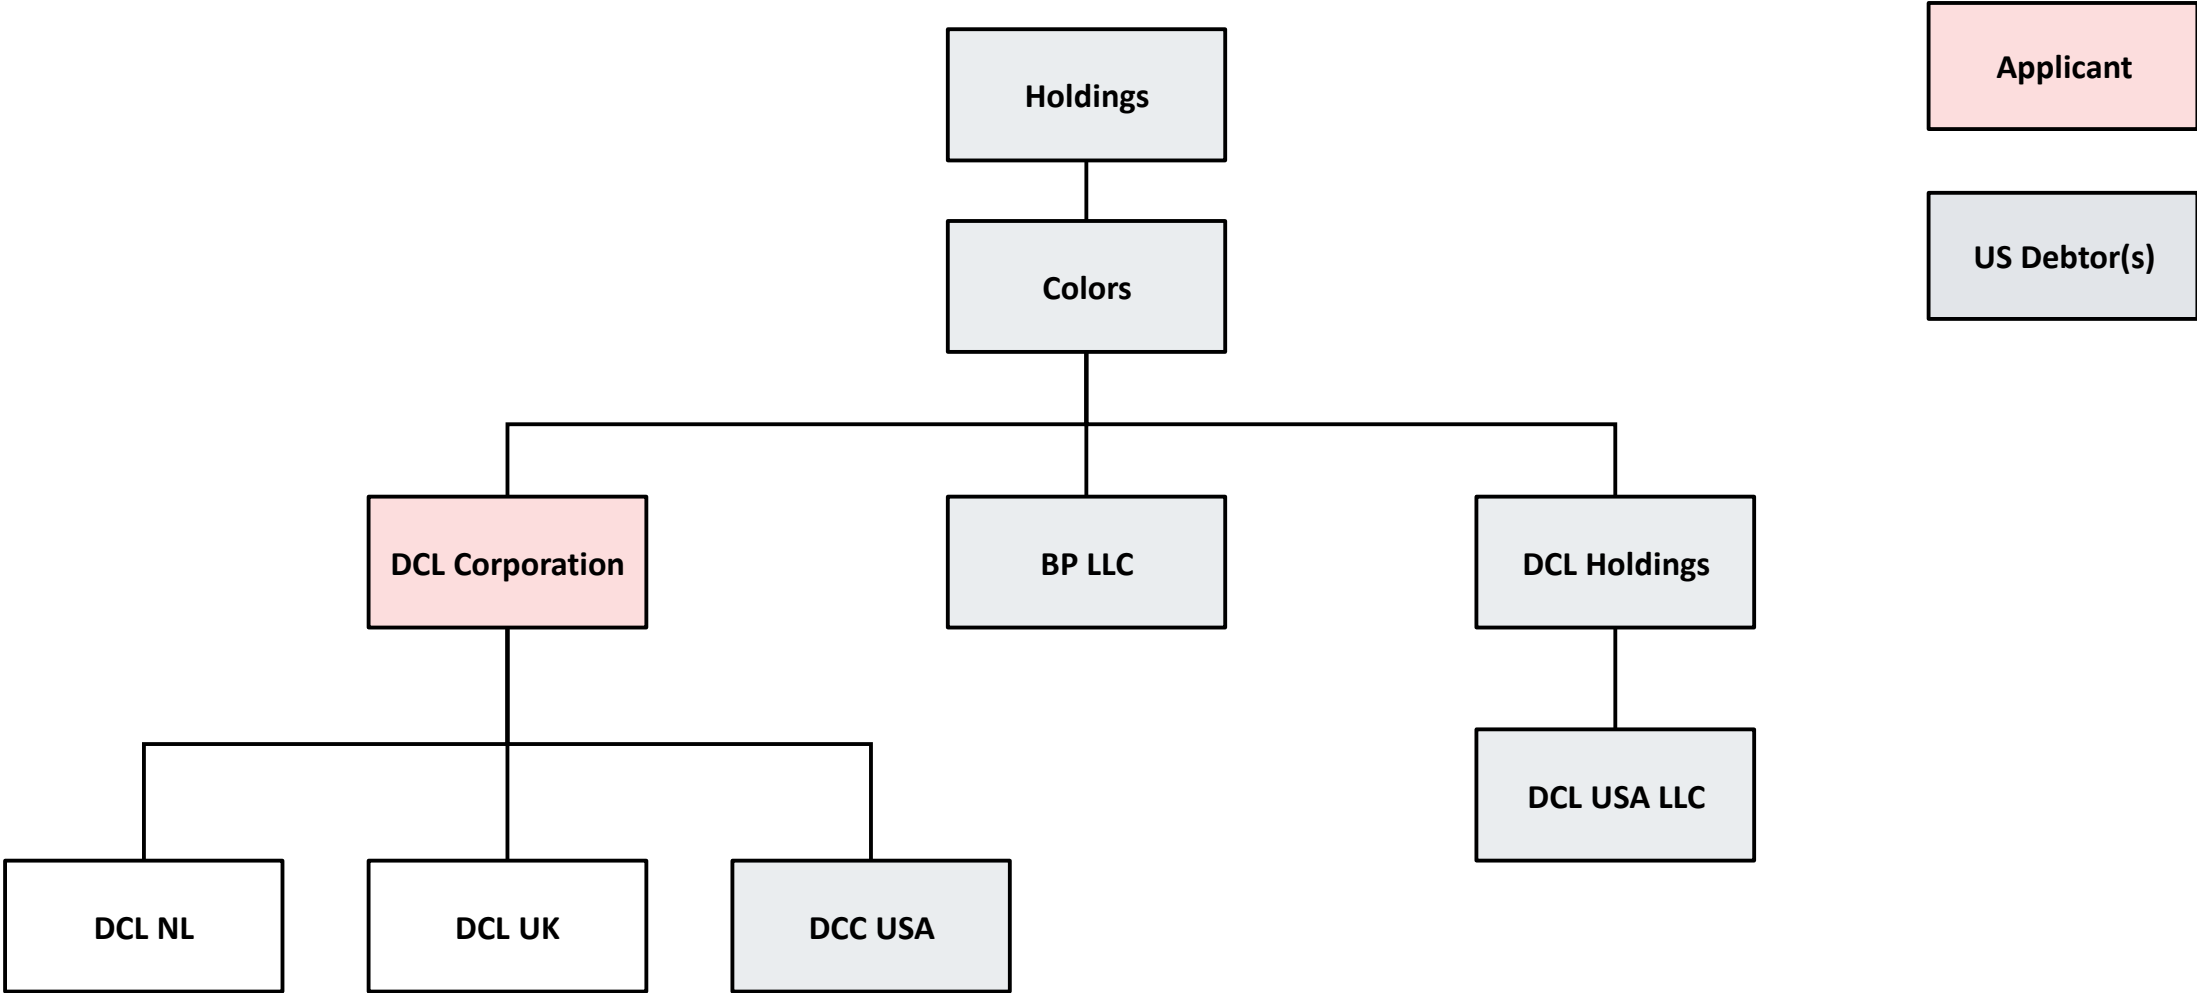 Holdings
Applicant
Colors
US Debtor(s)
DCL Corporation
BP LLC
DCL Holdings
DCL USA LLC
DCL NL
DCL UK
DCC USA